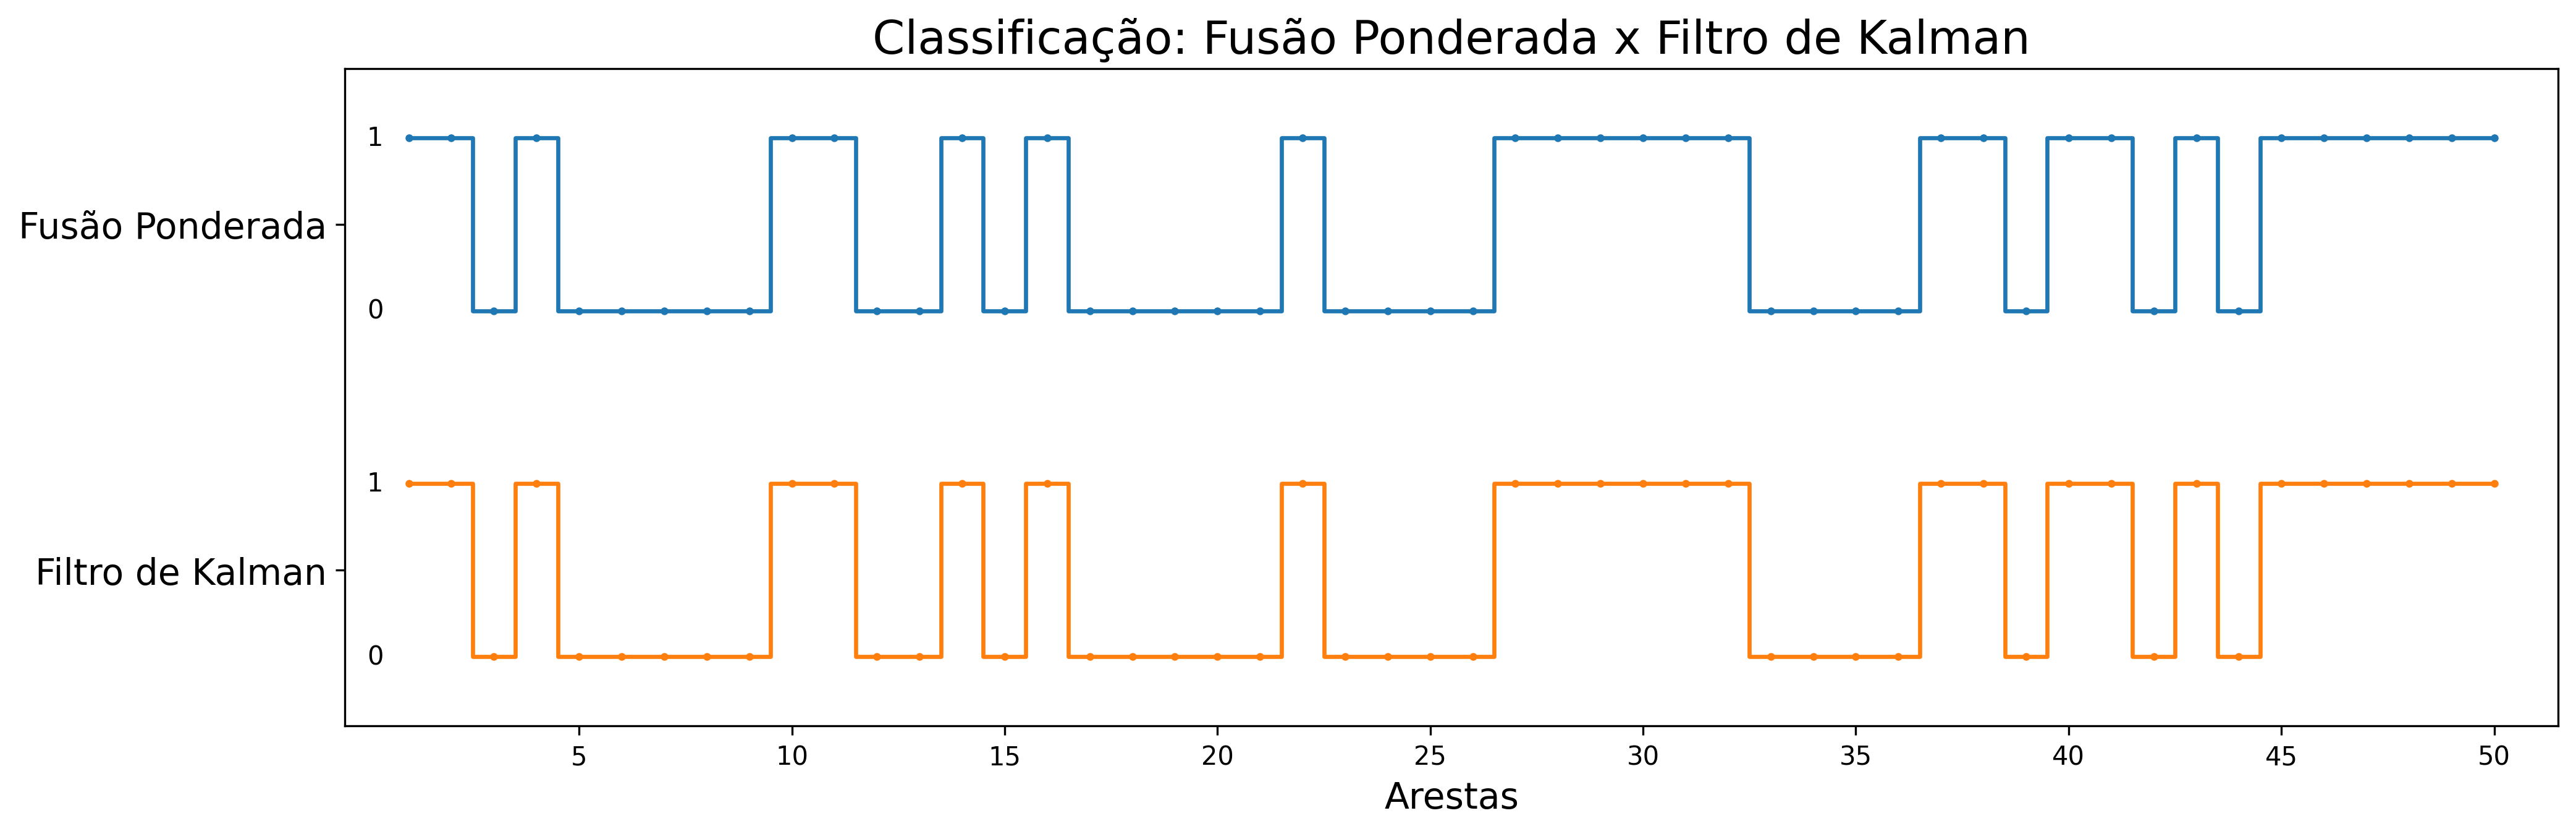 Classificação: Fusão Ponderada x Filtro de Kalman
1
Fusão Ponderada
0
1
Filtro de Kalman
0
5 10 15 20 25 30 35 40 45 50
Arestas